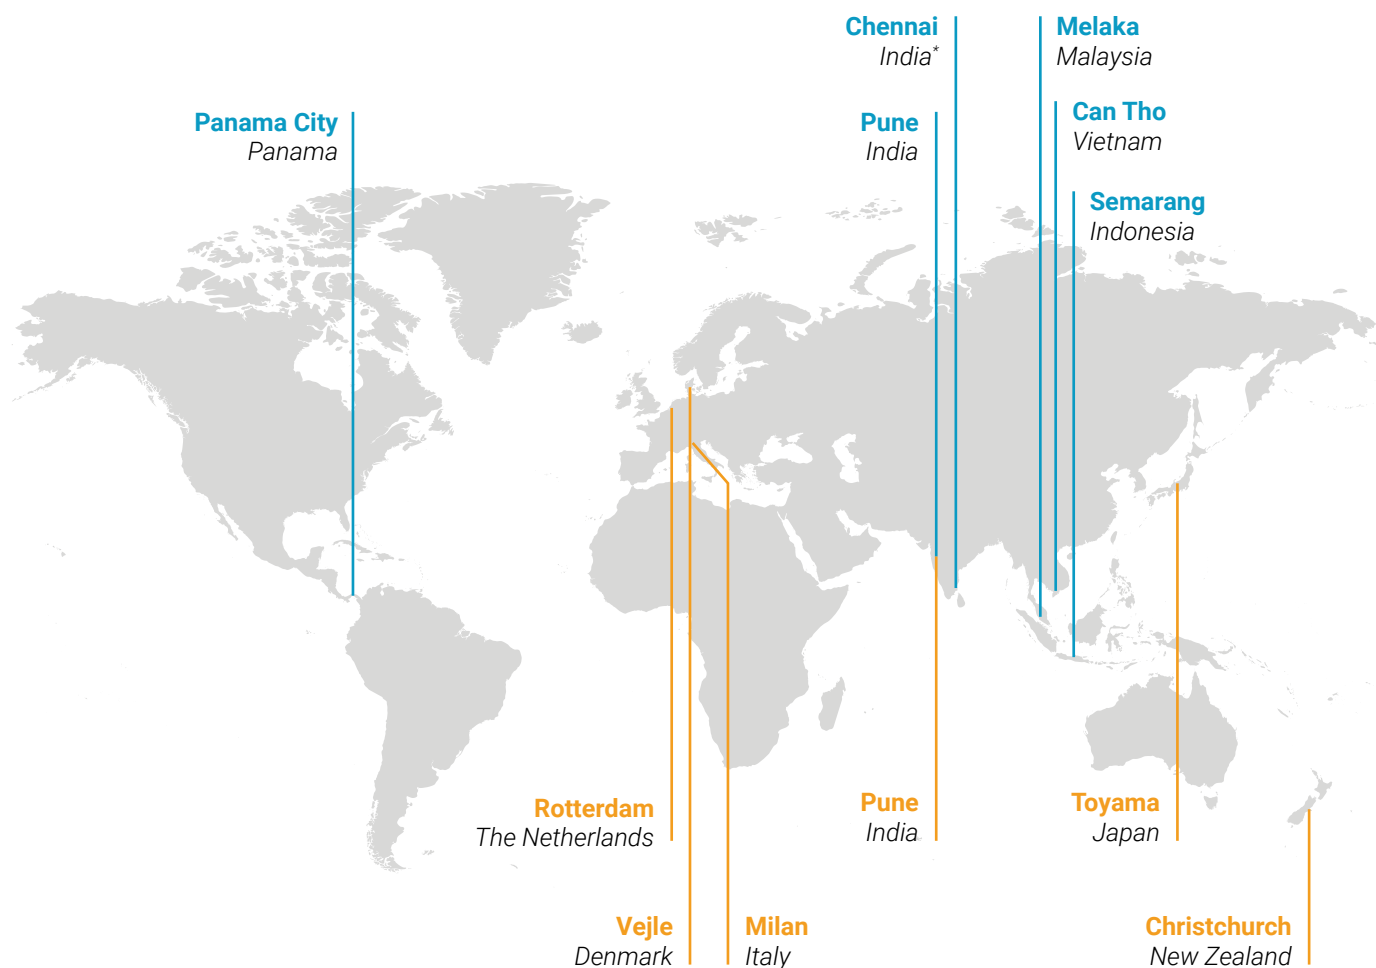 Chennai
India*
Melaka
Malaysia
Panama City
Panama
Pune
India
Can Tho
Vietnam
Semarang
Indonesia
Rotterdam
The Netherlands
Pune
India
Toyama
Japan
Vejle
Denmark
Milan
Italy
Christchurch
New Zealand